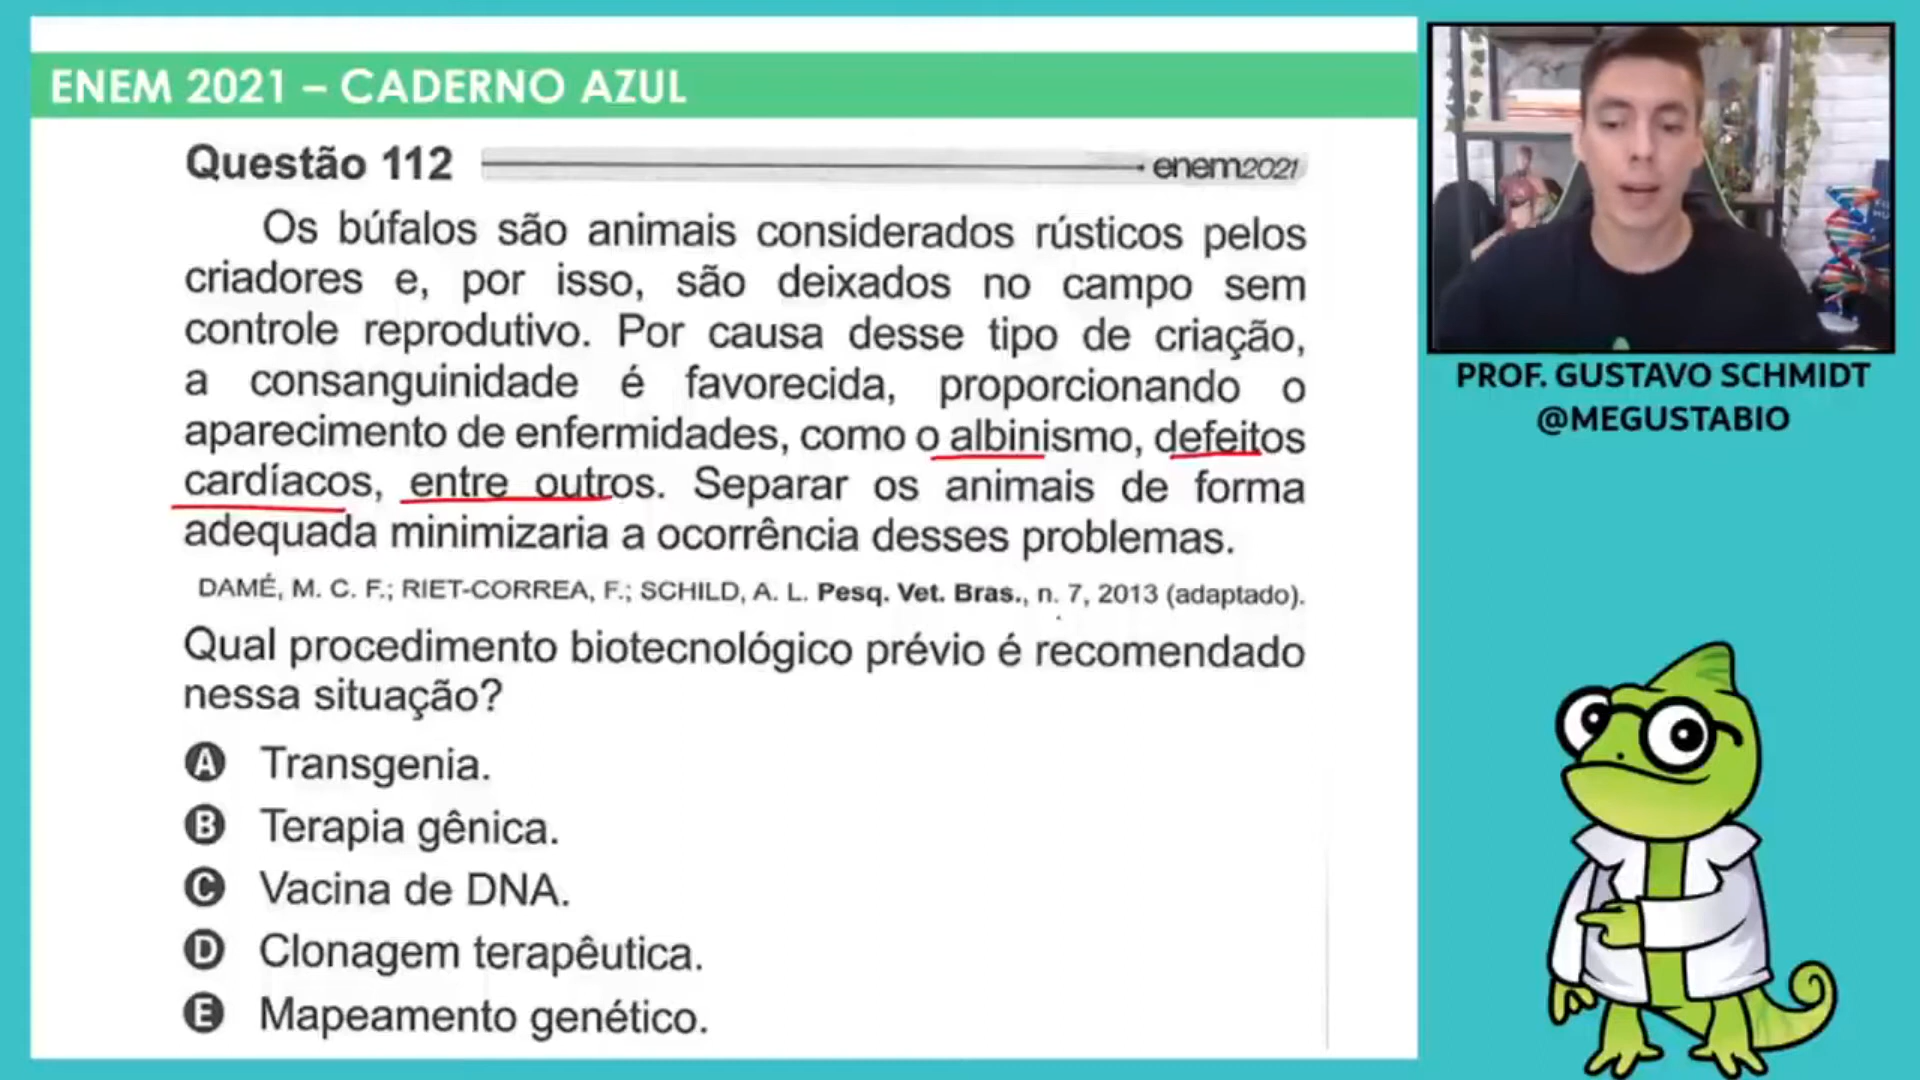 ENEM 2021 – CADERNO AZUL
Questão 112
enem2021
Os búfalos são animais considerados rústicos pelos
criadores e, por isso, são deixados no campo sem
controle reprodutivo. Por causa desse tipo de criação,
a consanguinidade é favorecida, proporcionando o
aparecimento de enfermidades, como o albinismo, defeitos
cardíacos, entre outros. Separar os animais de forma
adequada minimizaria a ocorrência desses problemas.
DAMÉ, M. C. F.; RIET-CORREA, F.; SCHILD, A. L. Pesq. Vet. Bras., n. 7, 2013 (adaptado).
Qual procedimento biotecnológico prévio é recomendado
nessa situação?
A Transgenia.
B Terapia gênica.
C Vacina de DNA.
D Clonagem terapêutica.
E Mapeamento genético.
PROF. GUSTAVO SCHMIDT
@MEGUSTABIO